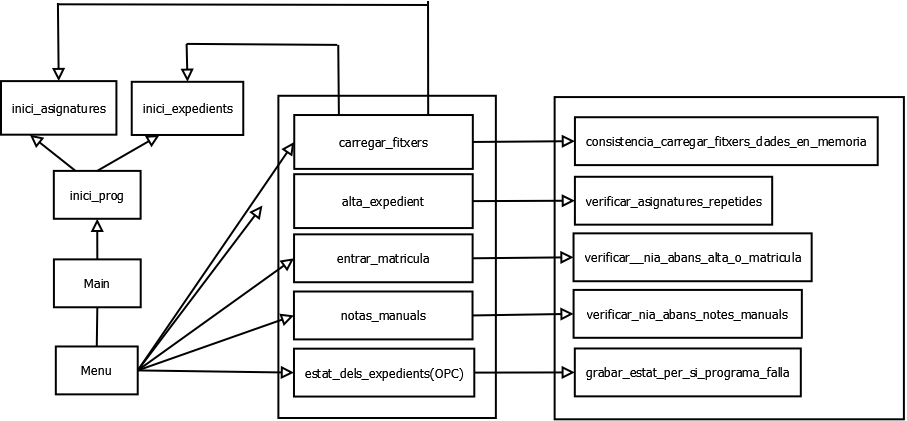 inici_asignatures
inici_expedients
carregar_fitxers
consistencia_carregar_fitxers_dades_en_memoria
inici_prog
alta_expedient
verificar_asignatures_repetides
Main
entrar_matricula
verificar__nia_abans_alta_o_matricula
notas_manuals
verificar_nia_abans_notes_manuals
Menu
estat_dels_expedients(OPC)
grabar_estat_per_si_programa_falla